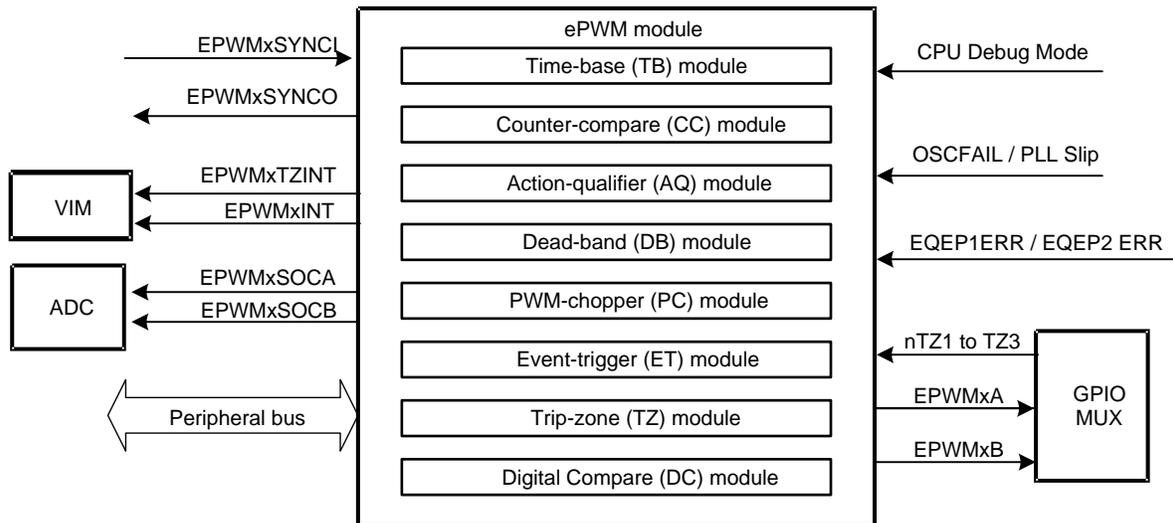 ePWM module
EPWMxSYNCI
Time-base (TB) module
CPU Debug Mode
EPWMxSYNCO
Counter-compare (CC) module
OSCFAIL / PLL Slip
EPWMxTZINT
Action-qualifier (AQ) module
VIM
EPWMxINT
Dead-band (DB) module
EQEP1ERR / EQEP2 ERR
EPWMxSOCA
ADC
PWM-chopper (PC) module
EPWMxSOCB
nTZ1 to TZ3
Event-trigger (ET) module
EPWMxA
GPIO
MUX
Peripheral bus
Trip-zone (TZ) module
EPWMxB
Digital Compare (DC) module